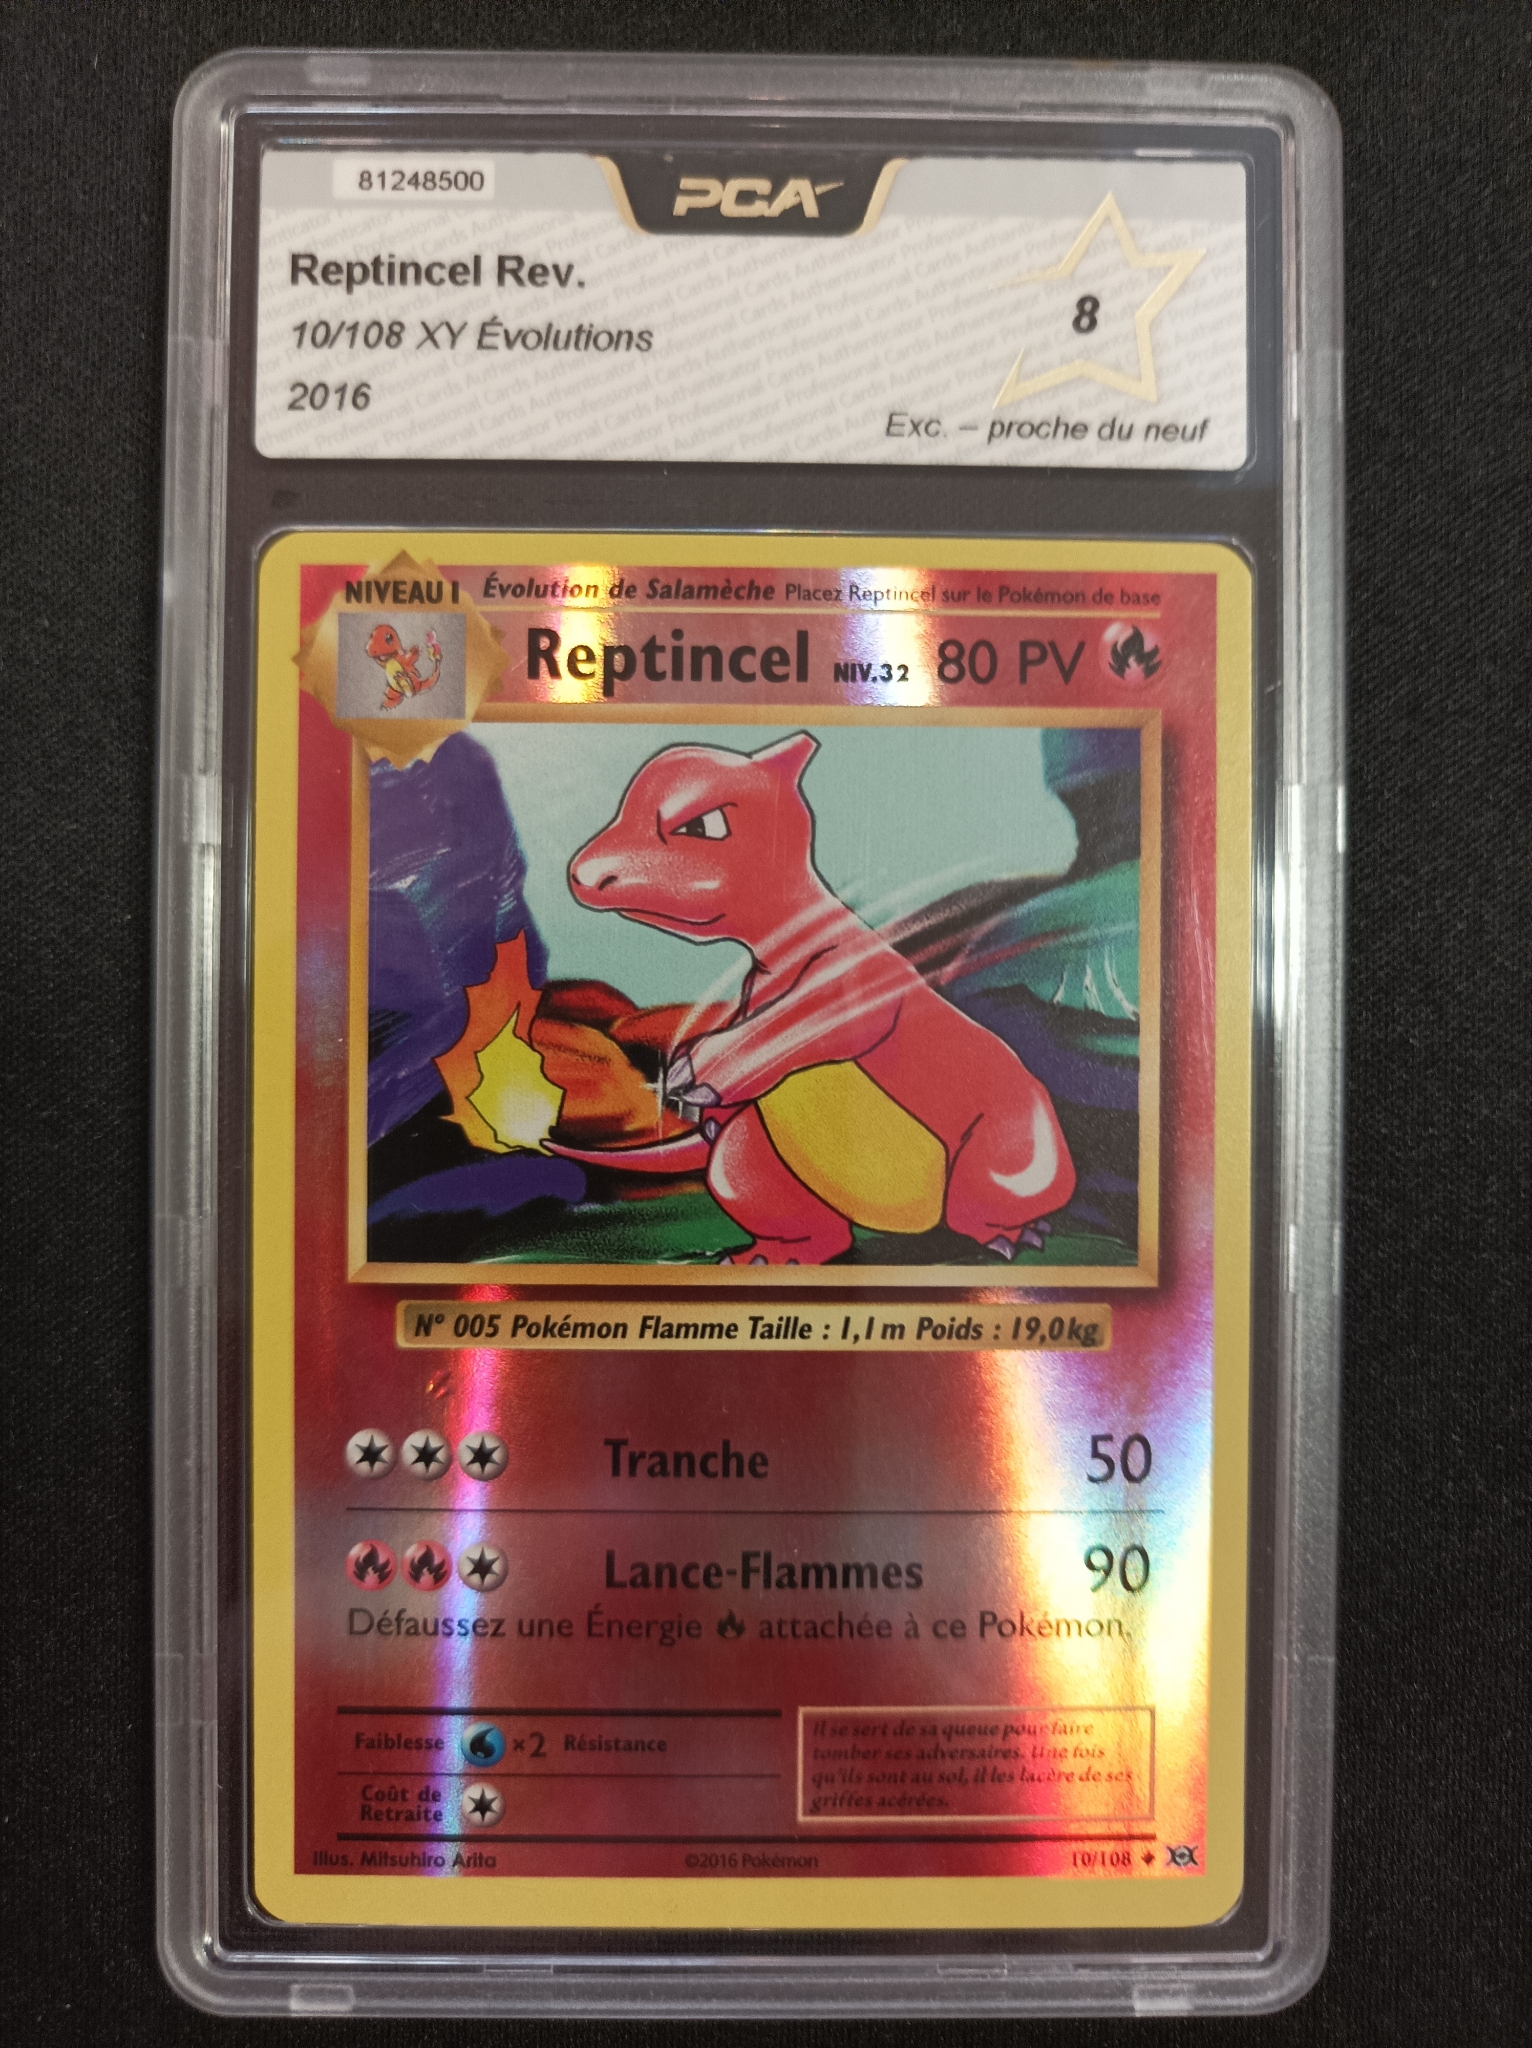 81248500
PCA
Reptincel Rev.
10/108 XY Évolutions
2016
8
Exc. – proche du neuf
NIVEAU 1 Évolution de Salamèche Placez Reptincel sur le Pokémon de base
Reptincel NIV.32 80 PV
N° 005 Pokémon Flamme Taille : 1,1 m Poids : 19,0 kg
Tranche 50
Lance-Flammes 90
Défaussez une Énergie attachée à ce Pokémon.
Faiblesse ×2 Résistance
Coût de
Retraite
Il se sert de sa queue pour faire
tomber ses adversaires. Une fois
qu'ils sont au sol, il les lacère de ses
griffes acérées.
Illus. Mitsuhiro Arita ©2016 Pokémon 10/108